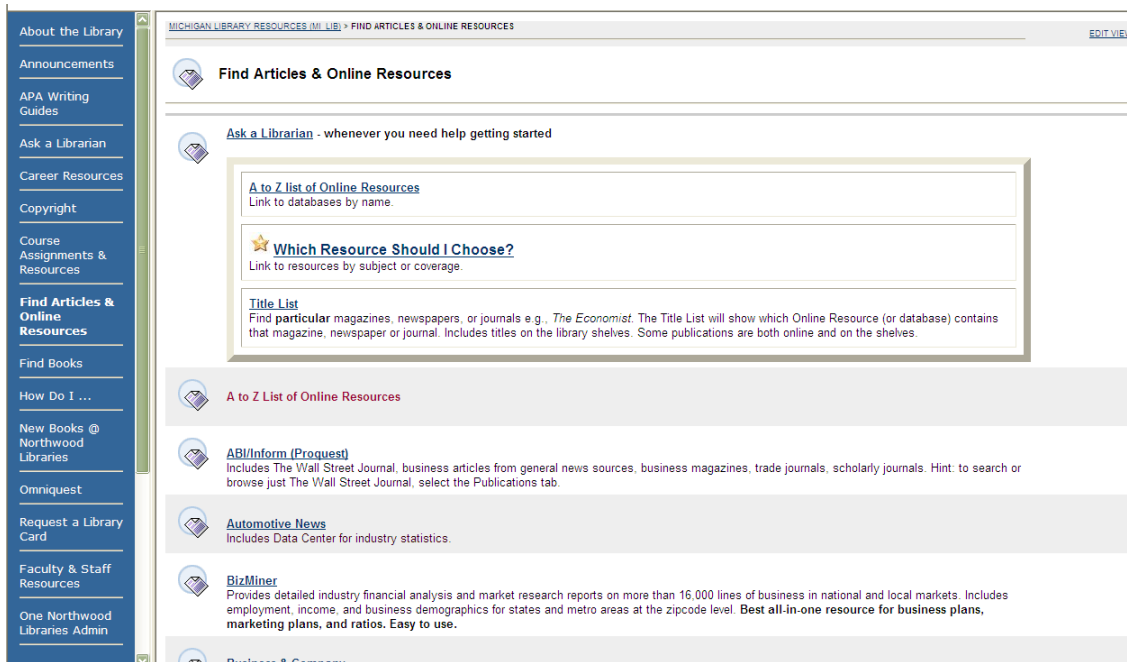 About the Library
Announcements
APA Writing
Guides
Ask a Librarian
Career Resources
Copyright
Course
Assignments &
Resources
Find Articles &
Online
Resources
Find Books
How Do I ...
New Books @
Northwood
Libraries
Omniquest
Request a Library
Card
Faculty & Staff
Resources
One Northwood
Libraries Admin
MICHIGAN LIBRARY RESOURCES (MI_LIB) > FIND ARTICLES & ONLINE RESOURCES
EDIT VIEW
Find Articles & Online Resources
Ask a Librarian - whenever you need help getting started
A to Z list of Online Resources
Link to databases by name.
Which Resource Should I Choose?
Link to resources by subject or coverage.
Title List
Find particular magazines, newspapers, or journals e.g., The Economist. The Title List will show which Online Resource (or database) contains
that magazine, newspaper or journal. Includes titles on the library shelves. Some publications are both online and on the shelves.
A to Z List of Online Resources
ABI/Inform (Proquest)
Includes The Wall Street Journal, business articles from general news sources, business magazines, trade journals, scholarly journals. Hint: to search or
browse just The Wall Street Journal, select the Publications tab.
Automotive News
Includes Data Center for industry statistics.
BizMiner
Provides detailed industry financial analysis and market research reports on more than 16,000 lines of business in national and local markets. Includes
employment, income, and business demographics for states and metro areas at the zipcode level. Best all-in-one resource for business plans,
marketing plans, and ratios. Easy to use.
Business & Company